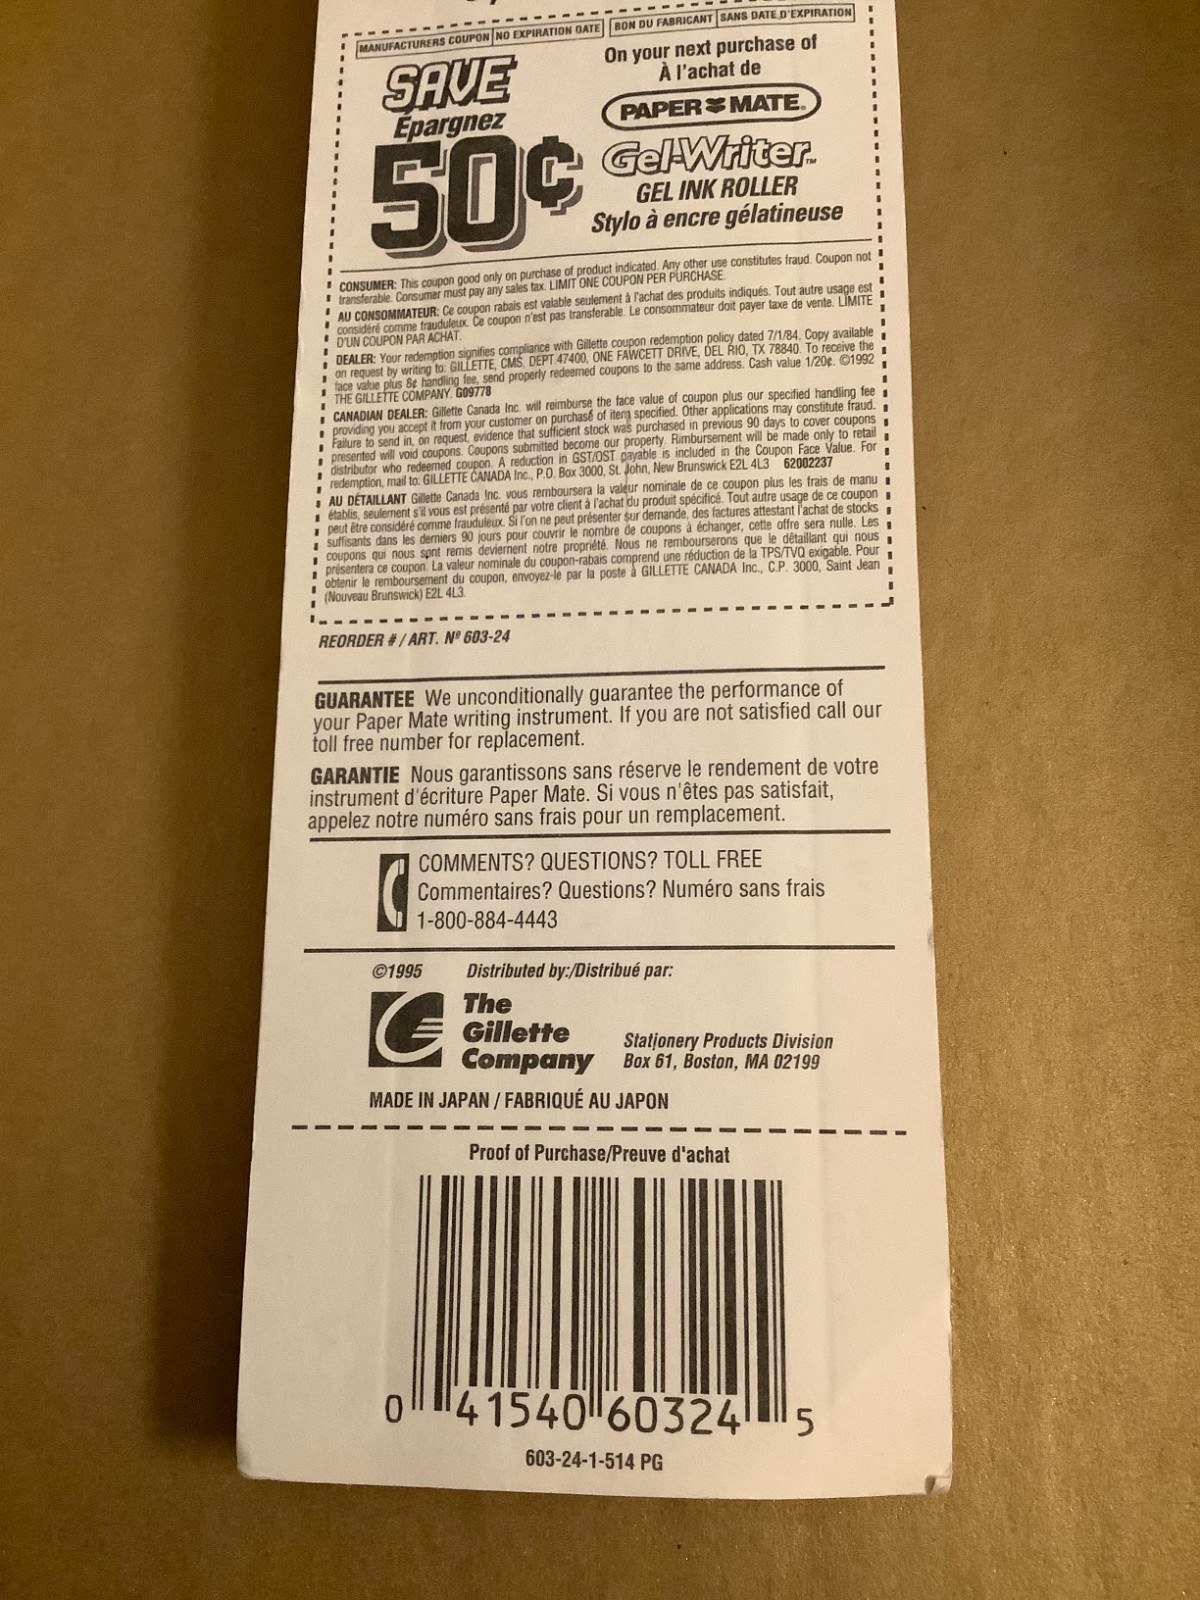 MANUFACTURERS COUPON NO EXPIRATION DATE BON DU FABRICANT SANS DATE D'EXPIRATION
SAVE
Épargnez
50¢
On your next purchase of
À l'achat de
PAPER MATE®
Gel-Writer™
GEL INK ROLLER
Stylo à encre gélatineuse
CONSUMER: This coupon good only on purchase of product indicated. Any other use constitutes fraud. Coupon not
transferable. Consumer must pay any sales tax. LIMIT ONE COUPON PER PURCHASE.
AU CONSOMMATEUR: Ce coupon rabais est valable seulement à l'achat des produits indiqués. Tout autre usage est
considéré comme frauduleux. Ce coupon n'est pas transferable. Le consommateur doit payer taxe de vente. LIMITE
D'UN COUPON PAR ACHAT.
DEALER: Your redemption signifies compliance with Gillette coupon redemption policy dated 7/1/84. Copy available
on request by writing to: GILLETTE, CMS, DEPT 47400, ONE FAWCETT DRIVE, DEL RIO, TX 78840. To receive the
face value plus 8¢ handling fee, send properly redeemed coupons to the same address. Cash value 1/20¢. ©1992
THE GILLETTE COMPANY. G09778
CANADIAN DEALER: Gillette Canada Inc. will reimburse the face value of coupon plus our specified handling fee
providing you accept it from your customer on purchase of item specified. Other applications may constitute fraud.
Failure to send in, on request, evidence that sufficient stock was purchased in previous 90 days to cover coupons
presented will void coupons. Coupons submitted become our property. Rimbursement will be made only to retail
distributor who redeemed coupon. A reduction in GST/OST payable is included in the Coupon Face Value. For
redemption, mail to: GILLETTE CANADA Inc., P.O. Box 3000, St. John, New Brunswick E2L 4L3 62002237
AU DÉTAILLANT Gillette Canada Inc. vous remboursera la valeur nominale de ce coupon plus les frais de manu
établis, seulement s'il vous est présenté par votre client à l'achat du produit spécifié. Tout autre usage de ce coupon
peut être considéré comme frauduleux. Si l'on ne peut présenter sur demande, des factures attestant l'achat de stocks
suffisants dans les derniers 90 jours pour couvrir le nombre de coupons à échanger, cette offre sera nulle. Les
coupons qui nous sont remis deviernent notre propriété. Nous ne rembourserons que le détaillant qui nous
présentera ce coupon. La valeur nominale du coupon-rabais comprend une réduction de la TPS/TVQ exigable. Pour
obtenir le remboursement du coupon, envoyez-le par la poste à GILLETTE CANADA Inc., C.P. 3000, Saint Jean
(Nouveau Brunswick) E2L 4L3.
REORDER # / ART. Nº 603-24
GUARANTEE We unconditionally guarantee the performance of
your Paper Mate writing instrument. If you are not satisfied call our
toll free number for replacement.
GARANTIE Nous garantissons sans réserve le rendement de votre
instrument d'écriture Paper Mate. Si vous n'êtes pas satisfait,
appelez notre numéro sans frais pour un remplacement.
COMMENTS? QUESTIONS? TOLL FREE
Commentaires? Questions? Numéro sans frais
1-800-884-4443
©1995 Distributed by:/Distribué par:
The
Gillette
Company
Stationery Products Division
Box 61, Boston, MA 02199
MADE IN JAPAN / FABRIQUÉ AU JAPON
Proof of Purchase/Preuve d'achat
0 41540 60324 5
603-24-1-514 PG